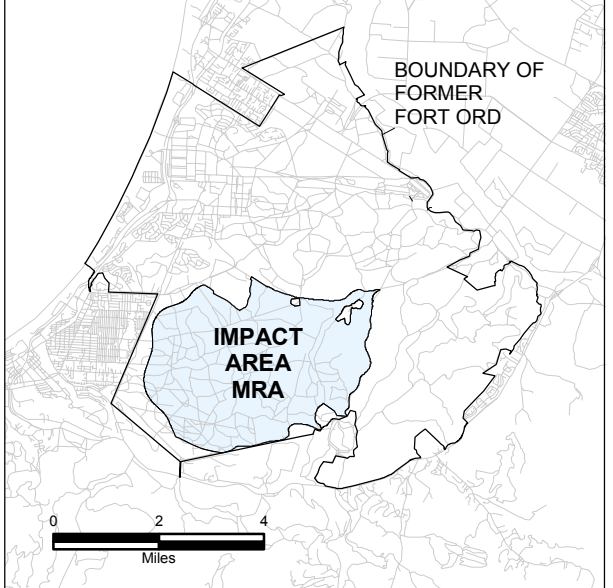 BOUNDARY OF
FORMER
FORT ORD
IMPACT
AREA
MRA
0 2 4
Miles